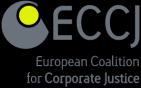 ECCJ
European Coalition
for Corporate Justice